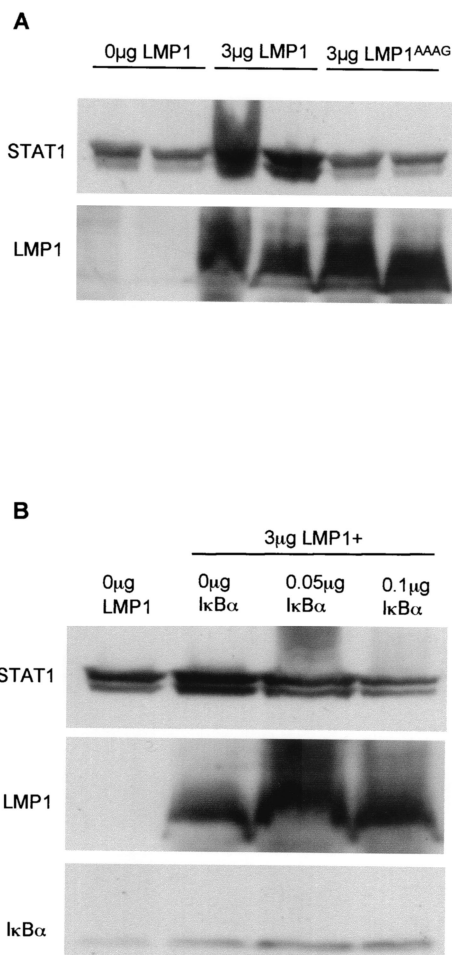 A
0µg LMP1 3µg LMP1 3µg LMP1ᴬᴬᴬᴳ
STAT1
LMP1
B
3µg LMP1+
0µg 0µg 0.05µg 0.1µg
LMP1 IκBα IκBα IκBα
STAT1
LMP1
IκBα